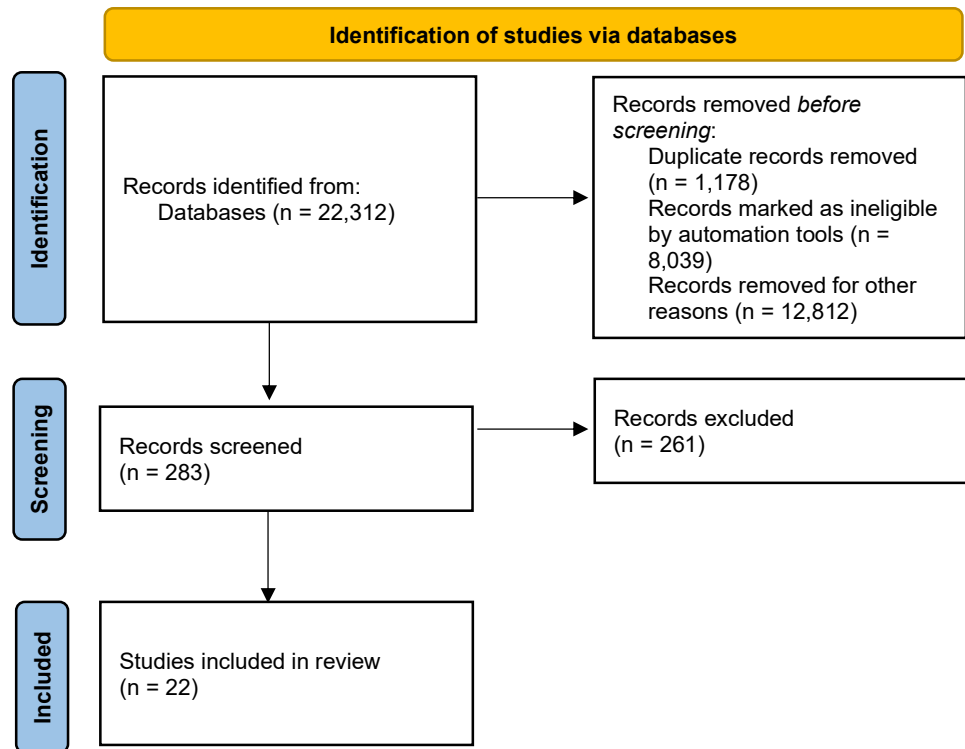 Identification of studies via databases
Identification
Records identified from:
Databases (n = 22,312)
Records removed before
screening:
Duplicate records removed
(n = 1,178)
Records marked as ineligible
by automation tools (n =
8,039)
Records removed for other
reasons (n = 12,812)
Screening
Records screened
(n = 283)
Records excluded
(n = 261)
Included
Studies included in review
(n = 22)